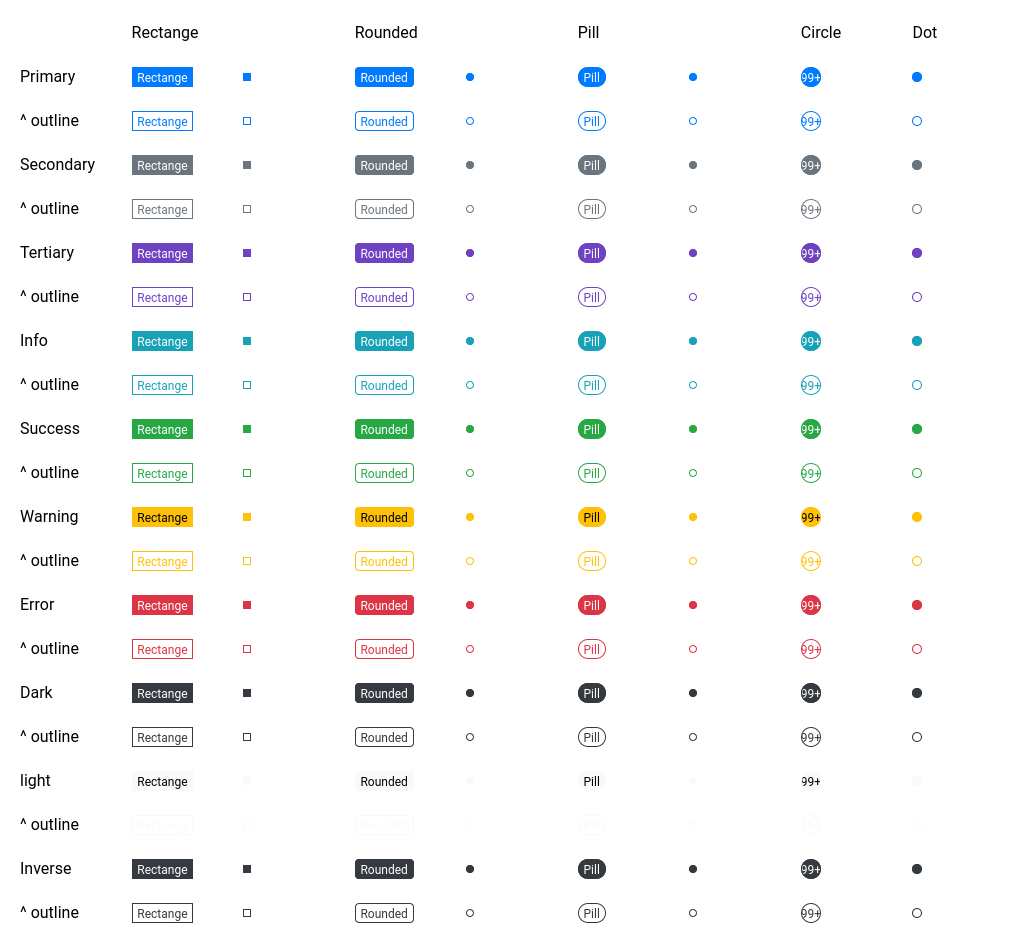 Rectange Rounded Pill Circle Dot
Primary Rectange Rounded Pill 99+
^ outline Rectange Rounded Pill 99+
Secondary Rectange Rounded Pill 99+
^ outline Rectange Rounded Pill 99+
Tertiary Rectange Rounded Pill 99+
^ outline Rectange Rounded Pill 99+
Info Rectange Rounded Pill 99+
^ outline Rectange Rounded Pill 99+
Success Rectange Rounded Pill 99+
^ outline Rectange Rounded Pill 99+
Warning Rectange Rounded Pill 99+
^ outline Rectange Rounded Pill 99+
Error Rectange Rounded Pill 99+
^ outline Rectange Rounded Pill 99+
Dark Rectange Rounded Pill 99+
^ outline Rectange Rounded Pill 99+
light Rectange Rounded Pill 99+
^ outline Rectange Rounded Pill 99+
Inverse Rectange Rounded Pill 99+
^ outline Rectange Rounded Pill 99+